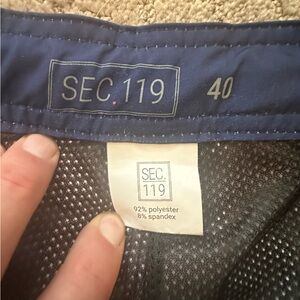 SEC.119 40
SEC.
119
92% polyester
8% spandex